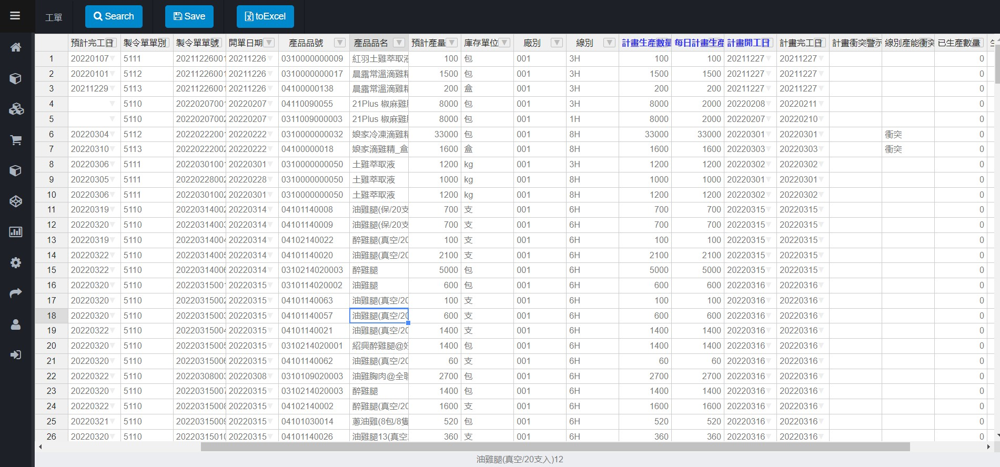 工單 Search Save toExcel
預計完工日 製令單單別 製令單單號 開單日期 產品品號 產品品名 預計產量 庫存單位 廠別 線別 計畫生產數量 每日計畫生產 計畫開工日 計畫完工日 計畫衝突警示 線別產能衝突 已生產數量
1 20220107 5111 20211226001 20211226 0310000000009 紅羽土雞萃取液 100 包 001 3H 100 100 20211227 20211227 0
2 20220101 5112 20211226001 20211226 0310000000017 晨露常溫滴雞精 1500 包 001 3H 1500 1500 20211227 20211227 0
3 20211229 5113 20211226001 20211226 04100000138 晨露常溫滴雞精 200 盒 001 3H 200 200 20211227 20211227 0
4 5110 20220207001 20220207 04110090055 21Plus 椒麻雞 8000 包 001 3H 8000 2000 20220208 20220211 0
5 5110 20220207002 20220207 0311009000003 21Plus 椒麻雞 8000 包 001 1H 8000 2000 20220207 20220210 0
6 20220304 5112 20220222001 20220222 0310000000032 娘家冷凍滴雞精 33000 包 001 8H 33000 33000 20220301 20220301 衝突 0
7 20220310 5113 20220222002 20220222 04100000018 娘家滴雞精_盒 1600 盒 001 8H 1600 1600 20220303 20220303 衝突 0
8 20220306 5111 20220301001 20220301 0310000000050 土雞萃取液 1200 kg 001 3H 1200 1200 20220302 20220302 0
9 20220305 5111 20220228002 20220228 0310000000050 土雞萃取液 1000 kg 001 8H 1000 1000 20220301 20220301 0
10 20220306 5111 20220301002 20220301 0310000000050 土雞萃取液 1200 kg 001 8H 1200 1200 20220302 20220302 0
11 20220319 5110 20220314002 20220314 04101140008 油雞腿(保/20支 700 支 001 6H 700 700 20220315 20220315 0
12 20220320 5110 20220314003 20220314 04101140009 油雞腿(保/20支 700 支 001 6H 700 700 20220315 20220315 0
13 20220319 5110 20220314004 20220314 04102140022 醉雞腿(真空/20 100 支 001 6H 100 100 20220315 20220315 0
14 20220322 5110 20220314005 20220314 04101140020 油雞腿(真空/20 2100 支 001 6H 2100 2100 20220315 20220315 0
15 20220322 5110 20220314006 20220314 0310214020003 醉雞腿 5000 包 001 6H 5000 5000 20220315 20220315 0
16 20220320 5110 20220315001 20220315 0310114020002 油雞腿 600 包 001 6H 600 600 20220316 20220316 0
17 20220320 5110 20220315002 20220315 04101140063 油雞腿(真空/20 100 支 001 6H 100 100 20220316 20220316 0
18 20220320 5110 20220315003 20220315 04101140057 油雞腿(真空/20 600 支 001 6H 600 600 20220316 20220316 0
19 20220322 5110 20220315004 20220315 04101140021 油雞腿(真空/20 1400 支 001 6H 1400 1400 20220316 20220316 0
20 20220320 5110 20220315005 20220315 0310214020001 紹興醉雞腿@好 1400 包 001 6H 1400 1400 20220316 20220316 0
21 20220320 5110 20220315006 20220315 04101140062 油雞腿(真空/20 60 支 001 6H 60 60 20220316 20220316 0
22 20220322 5110 20220308003 20220308 0310109020003 油雞胸肉@全聯 2700 包 001 6H 2700 2700 20220316 20220316 0
23 20220320 5110 20220315007 20220315 0310214020003 醉雞腿 1400 包 001 6H 1400 1400 20220316 20220316 0
24 20220322 5110 20220315008 20220315 04102140002 醉雞腿(真空/20 1600 支 001 6H 1600 1600 20220316 20220316 0
25 20220321 5110 20220315009 20220315 04101030014 蔥油雞(8包/8隻 520 包 001 6H 520 520 20220316 20220316 0
26 20220320 5110 20220315010 20220315 04101140026 油雞腿13(真空 360 支 001 6H 360 360 20220316 20220316 0
油雞腿(真空/20支入)12